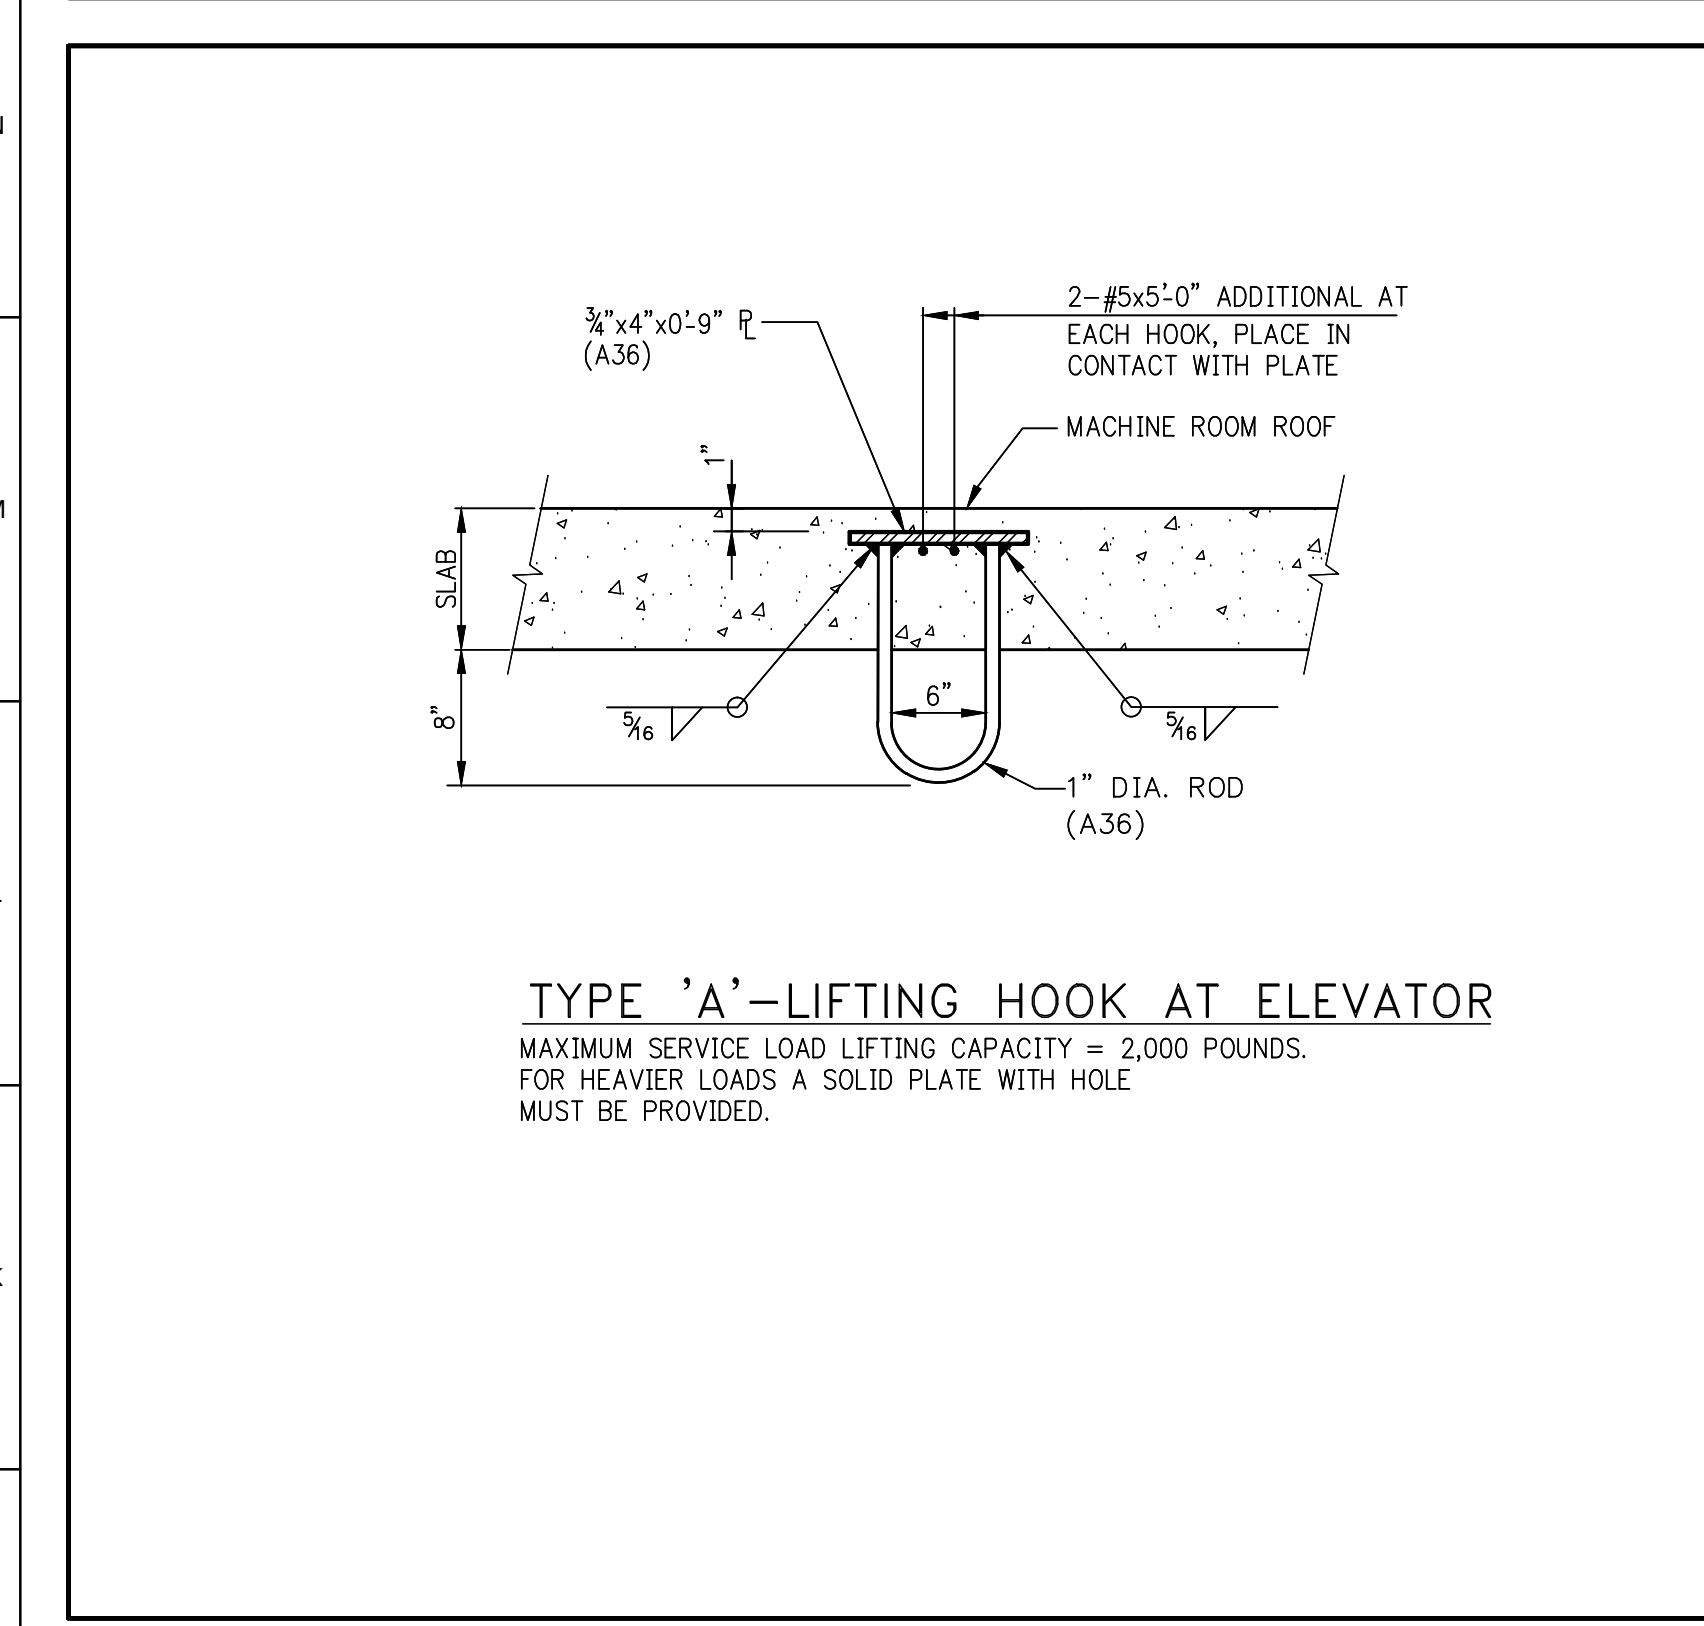 2-#5x5'-0" ADDITIONAL AT
EACH HOOK, PLACE IN
CONTACT WITH PLATE
¾"x4"x0'-9" PL
(A36)
MACHINE ROOM ROOF
1"
SLAB
8"
6"
5/16
5/16
1" DIA. ROD
(A36)
TYPE 'A'-LIFTING HOOK AT ELEVATOR
MAXIMUM SERVICE LOAD LIFTING CAPACITY = 2,000 POUNDS.
FOR HEAVIER LOADS A SOLID PLATE WITH HOLE
MUST BE PROVIDED.